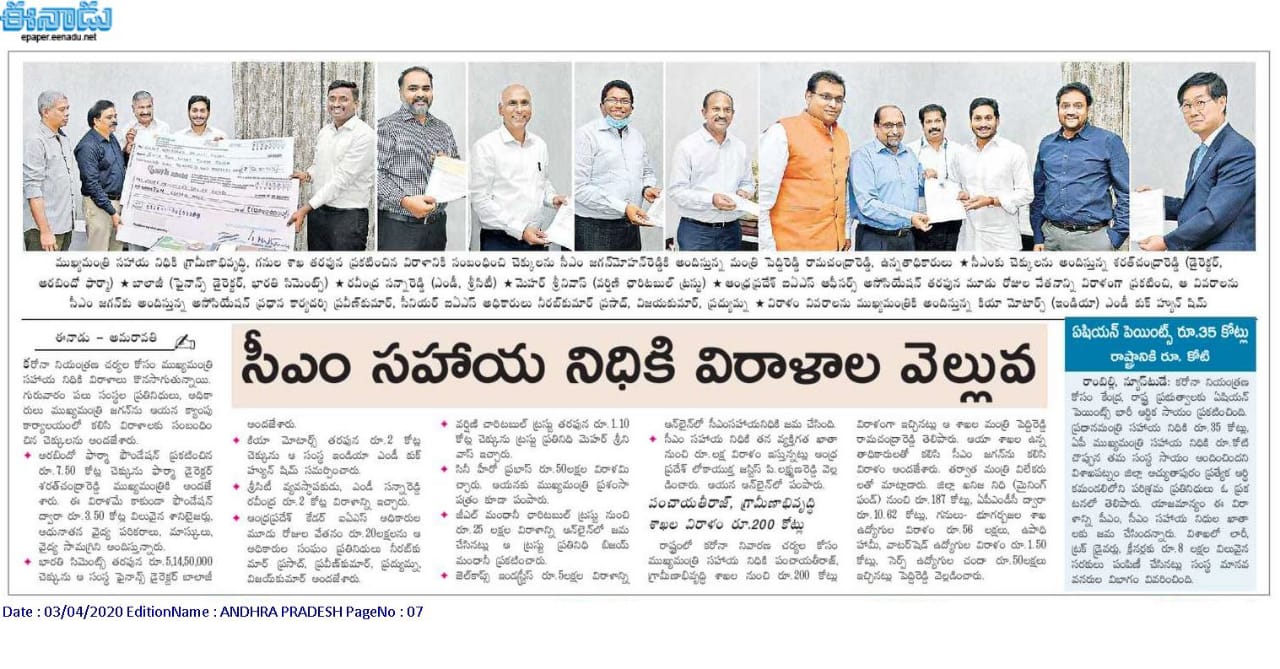 ఈనాడు
epaper.eenadu.net
ముఖ్యమంత్రి సహాయ నిధికి గ్రామీణాభివృద్ధి, గనుల శాఖ తరఫున ప్రకటించిన విరాళానికి సంబంధించి చెక్కులను సీఎం జగన్‌మోహన్‌రెడ్డికి అందిస్తున్న మంత్రి పెద్దిరెడ్డి రామచంద్రారెడ్డి, ఉన్నతాధికారులు ★సీఎంకు చెక్కులను అందిస్తున్న శరత్‌చంద్రారెడ్డి (డైరెక్టర్,
అరబిందో ఫార్మా) ★బాలాజీ (ఫైనాన్స్ డైరెక్టర్, భారతి సిమెంట్స్) ★రవీంద్ర సన్నారెడ్డి (ఎండీ, శ్రీసిటీ) ★మెహర్ శ్రీనివాస్ (వర్షిణి ఛారిటబుల్ ట్రస్టు) ★ఆంధ్రప్రదేశ్ ఐఏఎస్ ఆఫీసర్స్ అసోసియేషన్ తరఫున మూడు రోజుల వేతనాన్ని విరాళంగా ప్రకటించి, ఆ వివరాలను
సీఎం జగన్‌కు అందిస్తున్న అసోసియేషన్ ప్రధాన కార్యదర్శి ప్రవీణ్‌కుమార్, సీనియర్ ఐఏఎస్ అధికారులు నీరబ్‌కుమార్ ప్రసాద్, విజయకుమార్, ప్రద్యుమ్న ★విరాళం వివరాలను ముఖ్యమంత్రికి అందిస్తున్న కియా మోటార్స్ (ఇండియా) ఎండీ కుక్ హ్యున్ షిమ్
సీఎం సహాయ నిధికి విరాళాల వెల్లువ
ఈనాడు - అమరావతి
కరోనా నియంత్రణ చర్యల కోసం ముఖ్యమంత్రి
సహాయ నిధికి విరాళాలు కొనసాగుతున్నాయి.
గురువారం పలు సంస్థల ప్రతినిధులు, అధికా
రులు ముఖ్యమంత్రి జగన్‌ను ఆయన క్యాంపు
కార్యాలయంలో కలిసి విరాళాలకు సంబంధిం
చిన చెక్కులను అందజేశారు.
అరబిందో ఫార్మా ఫౌండేషన్ ప్రకటించిన
రూ.7.50 కోట్ల చెక్కును ఫార్మా డైరెక్టర్
శరత్‌చంద్రారెడ్డి ముఖ్యమంత్రికి అందజే
శారు. ఈ విరాళామే కాకుండా ఫౌండేషన్
ద్వారా రూ.3.50 కోట్ల విలువైన శానిటైజర్లు,
అధునాతన వైద్య పరికరాలు, మాస్కులు,
వైద్య సామగ్రిని అందిస్తున్నారు.
భారతి సిమెంట్స్ తరఫున రూ.5,14,50,000
చెక్కును ఆ సంస్థ ఫైనాన్స్ డైరెక్టర్ బాలాజీ
అందజేశారు.
కియా మోటార్స్ తరఫున రూ.2 కోట్ల
చెక్కును ఆ సంస్థ ఇండియా ఎండీ కుక్
హ్యున్ షిమ్ సమర్పించారు.
శ్రీసిటీ వ్యవస్థాపకుడు, ఎండీ సన్నారెడ్డి
రవీంద్ర రూ.2 కోట్ల విరాళాన్ని ఇచ్చారు.
ఆంధ్రప్రదేశ్ కేడర్ ఐఏఎస్ అధికారుల
మూడు రోజుల వేతనం రూ.20లక్షలను ఆ
అధికారుల సంఘం ప్రతినిధులు నీరబ్‌కు
మార్ ప్రసాద్, ప్రవీణ్‌కుమార్, ప్రద్యుమ్న,
విజయ్‌కుమార్ అందజేశారు.
వర్షిణి చారిటబుల్ ట్రస్టు తరఫున రూ.1.10
కోట్ల చెక్కును ట్రస్టు ప్రతినిధి మెహర్ శ్రీని
వాస్ ఇచ్చారు.
సినీ హీరో ప్రభాస్ రూ.50లక్షల విరాళమి
చ్చారు. ఆయనకు ముఖ్యమంత్రి ప్రశంసా
పత్రం కూడా పంపారు.
జీఎల్ మంధానీ చారిటబుల్ ట్రస్టు నుంచి
రూ.25 లక్షల విరాళాన్ని ఆన్‌లైన్‌లో జమ
చేసినట్లు ఆ ట్రస్టు ప్రతినిధి విజయ్
మంధానీ ప్రకటించారు.
జెల్‌కాప్స్ ఇండస్ట్రీస్ రూ.5లక్షల విరాళాన్ని
ఆన్‌లైన్‌లో సీఎంసహాయనిధికి జమ చేసింది.
సీఎం సహాయ నిధికి తన వ్యక్తిగత ఖాతా
నుంచి రూ.లక్ష విరాళం ఇస్తున్నట్లు ఆంధ్ర
ప్రదేశ్ లోకాయుక్త జస్టిస్ పి.లక్ష్మణరెడ్డి వెల్ల
డించారు. ఆయన ఆన్‌లైన్‌లో పంపారు.
పంచాయతీరాజ్, గ్రామీణాభివృద్ధి
శాఖల విరాళం రూ.200 కోట్లు
రాష్ట్రంలో కరోనా నివారణ చర్యల కోసం
ముఖ్యమంత్రి సహాయ నిధికి పంచాయతీరాజ్,
గ్రామీణాభివృద్ధి శాఖల నుంచి రూ.200 కోట్లు
విరాళంగా ఇచ్చినట్లు ఆ శాఖల మంత్రి పెద్దిరెడ్డి
రామచంద్రారెడ్డి తెలిపారు. ఆయా శాఖల ఉన్న
తాధికారులతో కలిసి సీఎం జగన్‌ను కలిసి
విరాళం అందజేశారు. తర్వాత మంత్రి విలేకరు
లతో మాట్లాడారు. జిల్లా ఖనిజ నిధి (మైనింగ్
ఫండ్) నుంచి రూ.187 కోట్లు, ఏపీఎండీసీ ద్వారా
రూ.10.62 కోట్లు, గనులు- భూగర్భజల శాఖ
ఉద్యోగుల విరాళం రూ.56 లక్షలు, ఉపాధి
హామీ, వాటర్‌షెడ్ ఉద్యోగుల విరాళం రూ.1.50
కోట్లు, సెర్ప్ ఉద్యోగుల చందా రూ.50లక్షలు
ఇచ్చినట్లు పెద్దిరెడ్డి వెల్లడించారు.
ఏషియన్ పెయింట్స్ రూ.35 కోట్లు
రాష్ట్రానికి రూ. కోటి
రాంబిల్లి, న్యూస్‌టుడే: కరోనా నియంత్రణ
కోసం కేంద్ర, రాష్ట్ర ప్రభుత్వాలకు ఏషియన్
పెయింట్స్ భారీ ఆర్థిక సాయం ప్రకటించింది.
ప్రధానమంత్రి సహాయనిధికి రూ.35 కోట్లు,
ఏపీ ముఖ్యమంత్రి సహాయ నిధికి రూ.కోటి
చొప్పున తమ సంస్థ సాయం అందించిందని
విశాఖపట్నం జిల్లా అచ్యుతాపురం ప్రత్యేక ఆర్థి
కమండలిలోని పరిశ్రమ ప్రతినిధులు ఓ ప్రక
టనలో తెలిపారు. యాజమాన్యం ఈ విరా
ళాన్ని పీఎం, సీఎం సహాయ నిధుల ఖాతా
లకు జమ చేసిందన్నారు. విశాఖలో లారీ,
ట్రక్ డ్రైవర్లు, క్లీనర్లకు రూ.8 లక్షల విలువైన
సరకులు పంపిణీ చేసినట్లు సంస్థ మానవ
వనరుల విభాగం వివరించింది.
Date : 03/04/2020 EditionName : ANDHRA PRADESH PageNo : 07